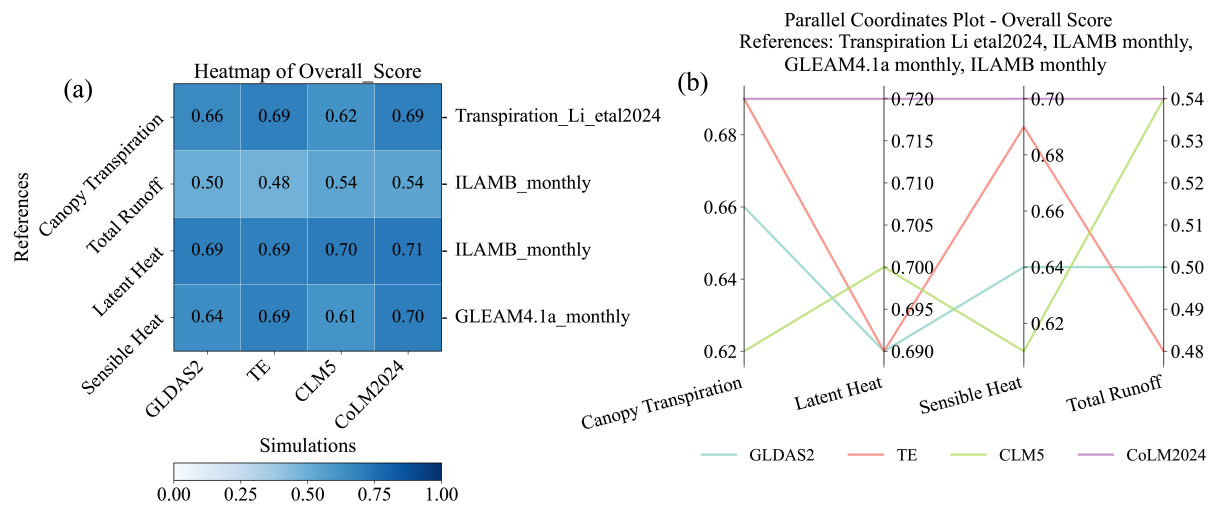 (a)
Heatmap of Overall_Score
References
Canopy Transpiration
0.66 0.69 0.62 0.69
Transpiration_Li_etal2024
Total Runoff
0.50 0.48 0.54 0.54
ILAMB_monthly
Latent Heat
0.69 0.69 0.70 0.71
ILAMB_monthly
Sensible Heat
0.64 0.69 0.61 0.70
GLEAM4.1a_monthly
GLDAS2
TE
CLM5
CoLM2024
Simulations
0.00 0.25 0.50 0.75 1.00
(b)
Parallel Coordinates Plot - Overall Score
References: Transpiration Li etal2024, ILAMB monthly,
GLEAM4.1a monthly, ILAMB monthly
0.68
0.66
0.64
0.62
Canopy Transpiration
0.720
0.715
0.710
0.705
0.700
0.695
0.690
Latent Heat
0.70
0.68
0.66
0.64
0.62
Sensible Heat
0.54
0.53
0.52
0.51
0.50
0.49
0.48
Total Runoff
GLDAS2
TE
CLM5
CoLM2024